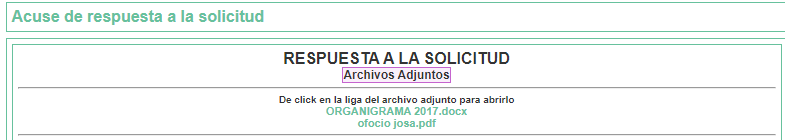 Acuse de respuesta a la solicitud
RESPUESTA A LA SOLICITUD
Archivos Adjuntos
De click en la liga del archivo adjunto para abrirlo
ORGANIGRAMA 2017.docx
ofocio josa.pdf